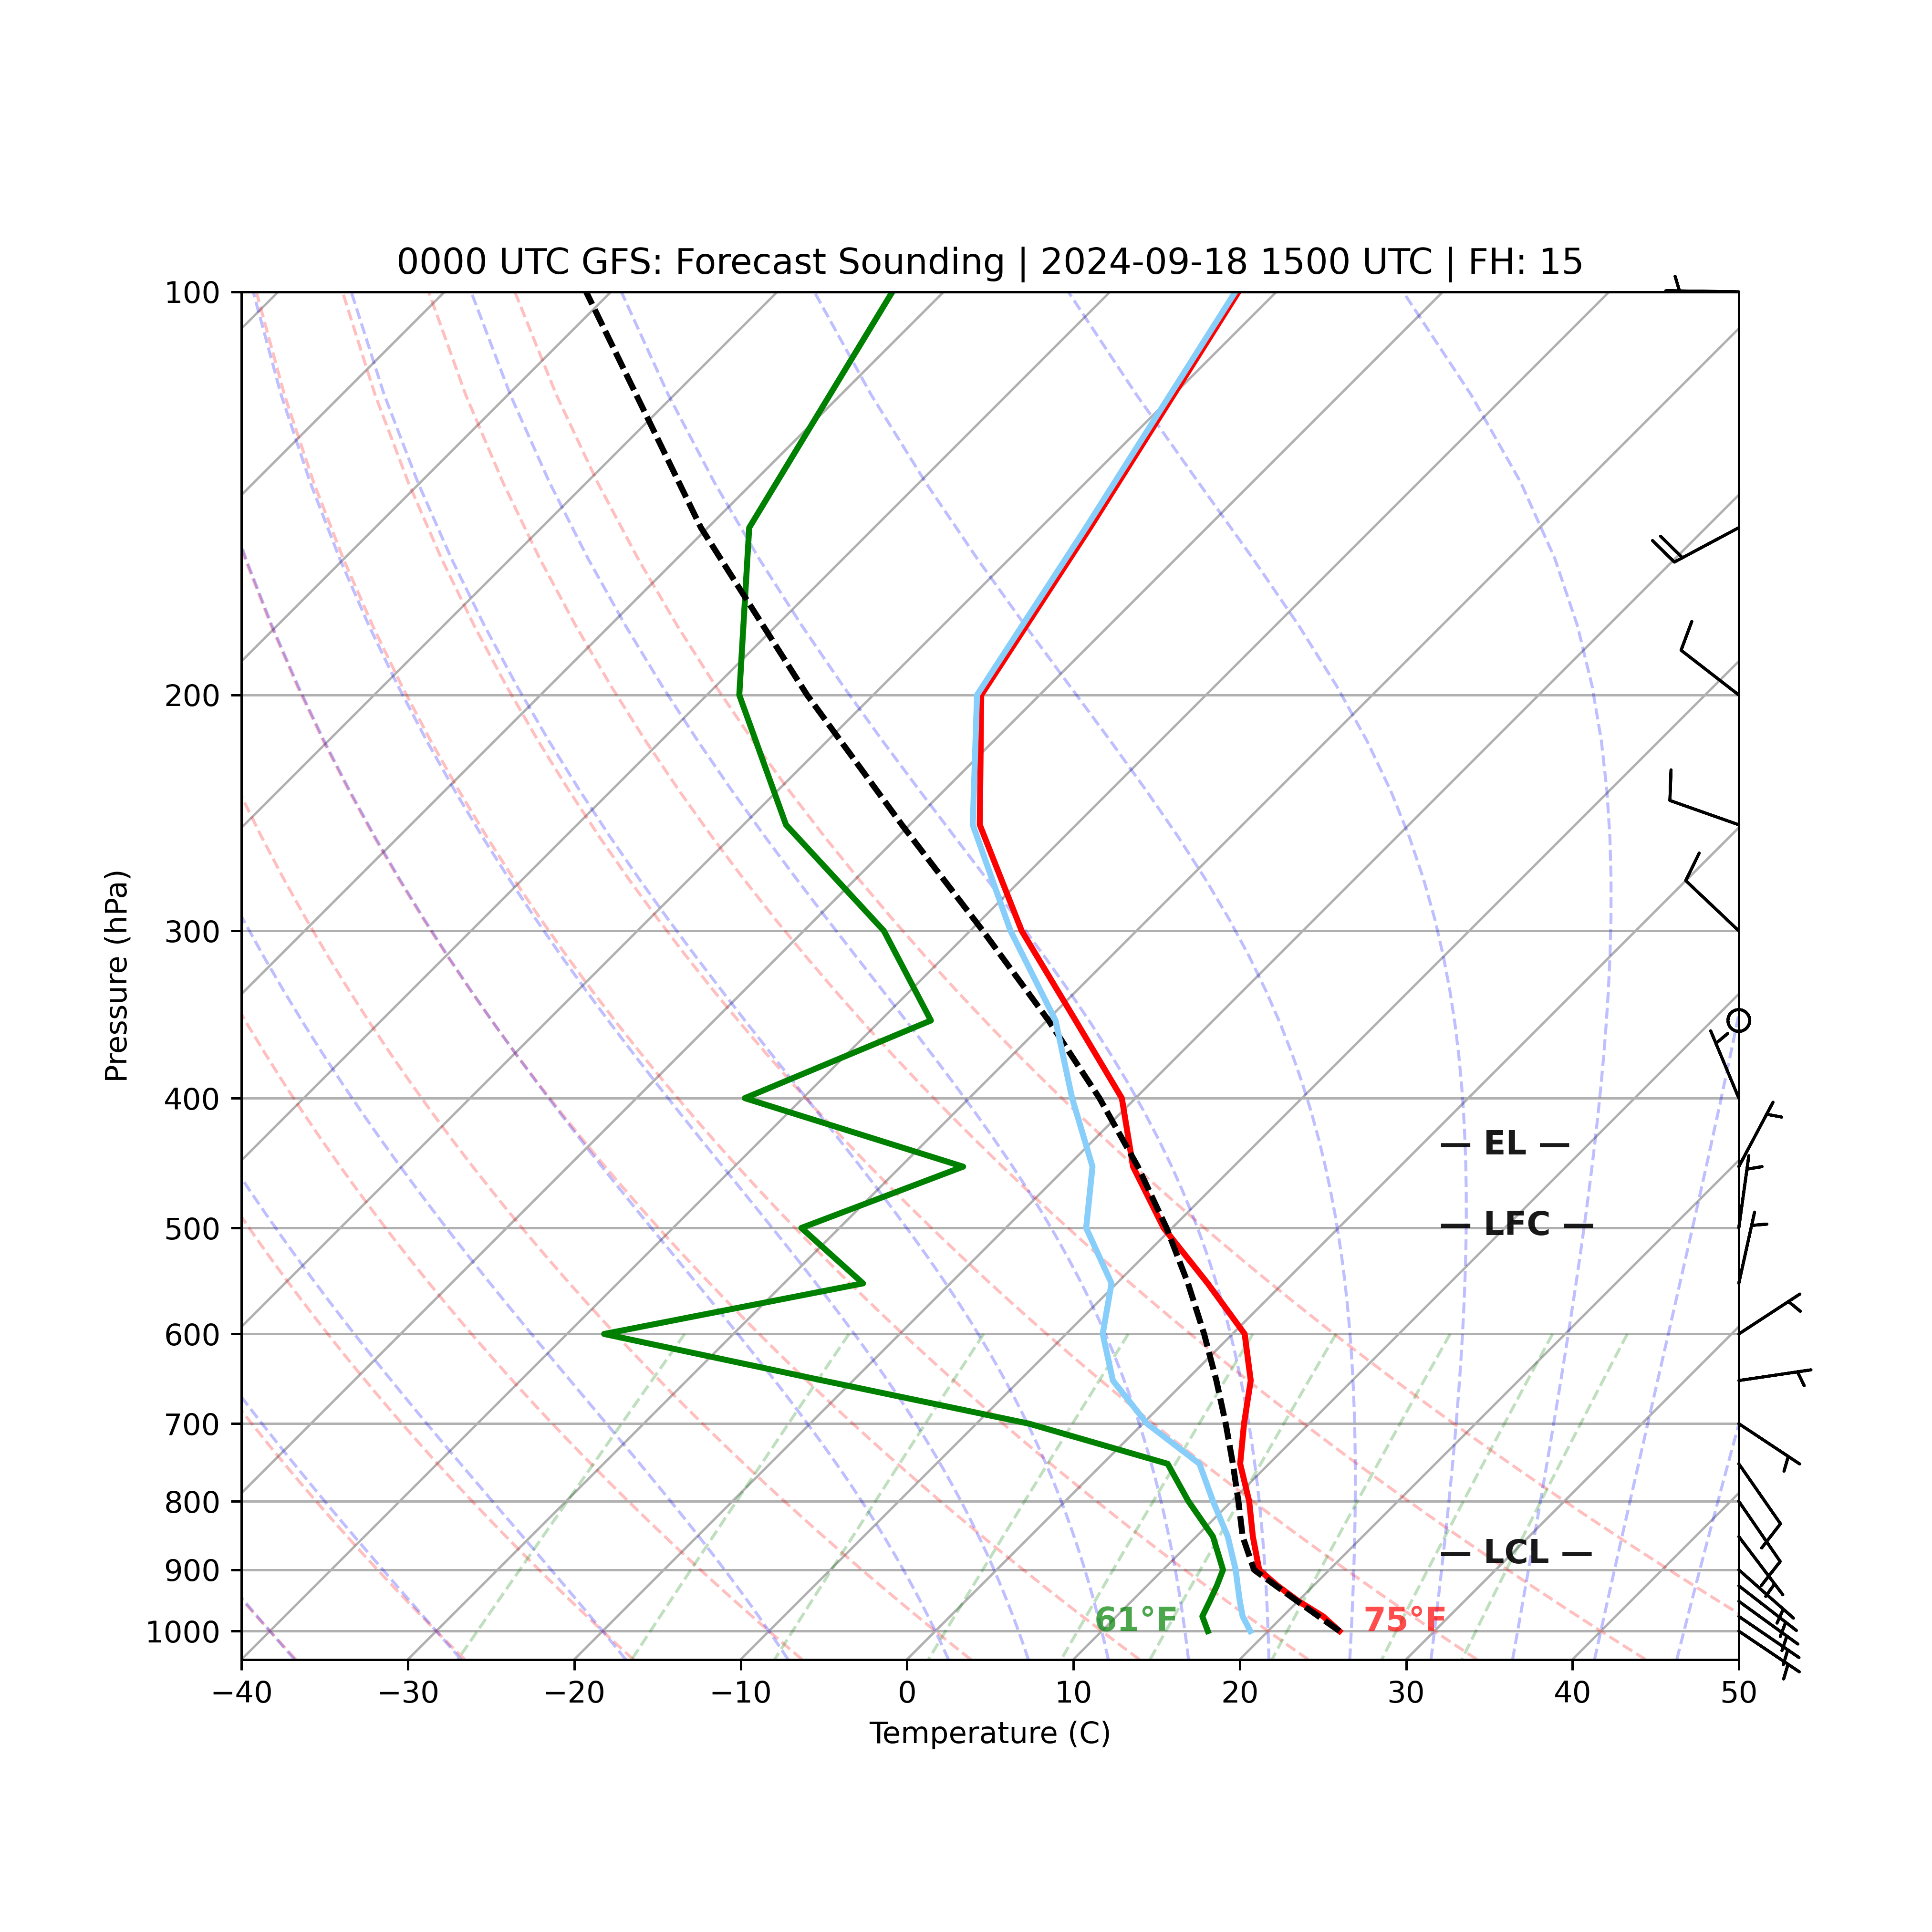 0000 UTC GFS: Forecast Sounding | 2024-09-18 1500 UTC | FH: 15
100
200
300
400
500
600
700
800
900
1000
Pressure (hPa)
— EL —
— LFC —
— LCL —
61°F
75°F
−40 −30 −20 −10 0 10 20 30 40 50
Temperature (C)